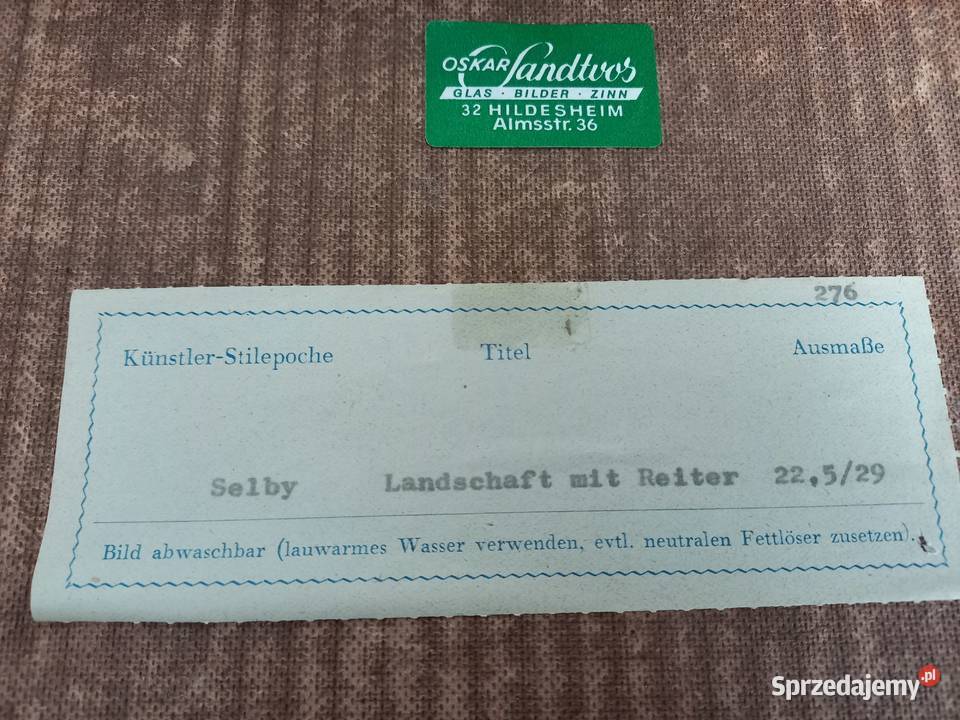 OSKAR Landtvos
GLAS · BILDER · ZINN
32 HILDESHEIM
Almsstr. 36
276
Künstler-Stilepoche Titel Ausmaße
Selby Landschaft mit Reiter 22,5/29
Bild abwaschbar (lauwarmes Wasser verwenden, evtl. neutralen Fettlöser zusetzen).
Sprzedajemy.pl